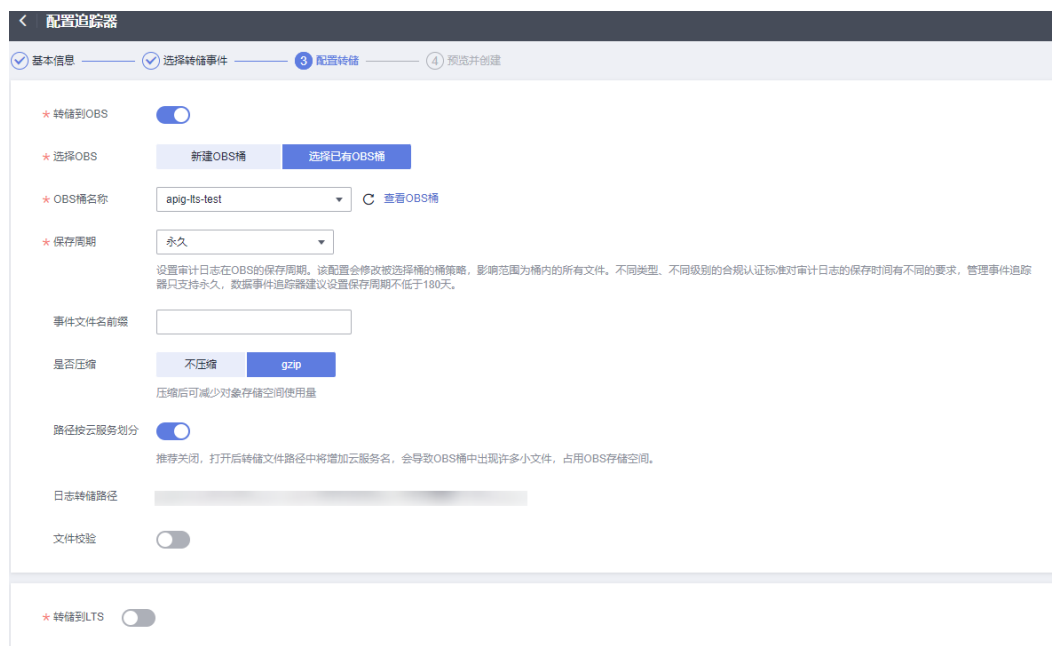 配置追踪器
基本信息 选择转储事件 3 配置转储 4 预览并创建
* 转储到OBS
* 选择OBS 新建OBS桶 选择已有OBS桶
* OBS桶名称 apig-lts-test 查看OBS桶
* 保存周期 永久
设置审计日志在OBS的保存周期。该配置会修改被选择桶的桶策略，影响范围为桶内的所有文件。不同类型、不同级别的合规认证标准对审计日志的保存时间有不同的要求，管理事件追踪
器只支持永久，数据事件追踪器建议设置保存周期不低于180天。
事件文件名前缀
是否压缩 不压缩 gzip
压缩后可减少对象存储空间使用量
路径按云服务划分
推荐关闭，打开后转储文件路径中将增加云服务名，会导致OBS桶中出现许多小文件，占用OBS存储空间。
日志转储路径
文件校验
* 转储到LTS